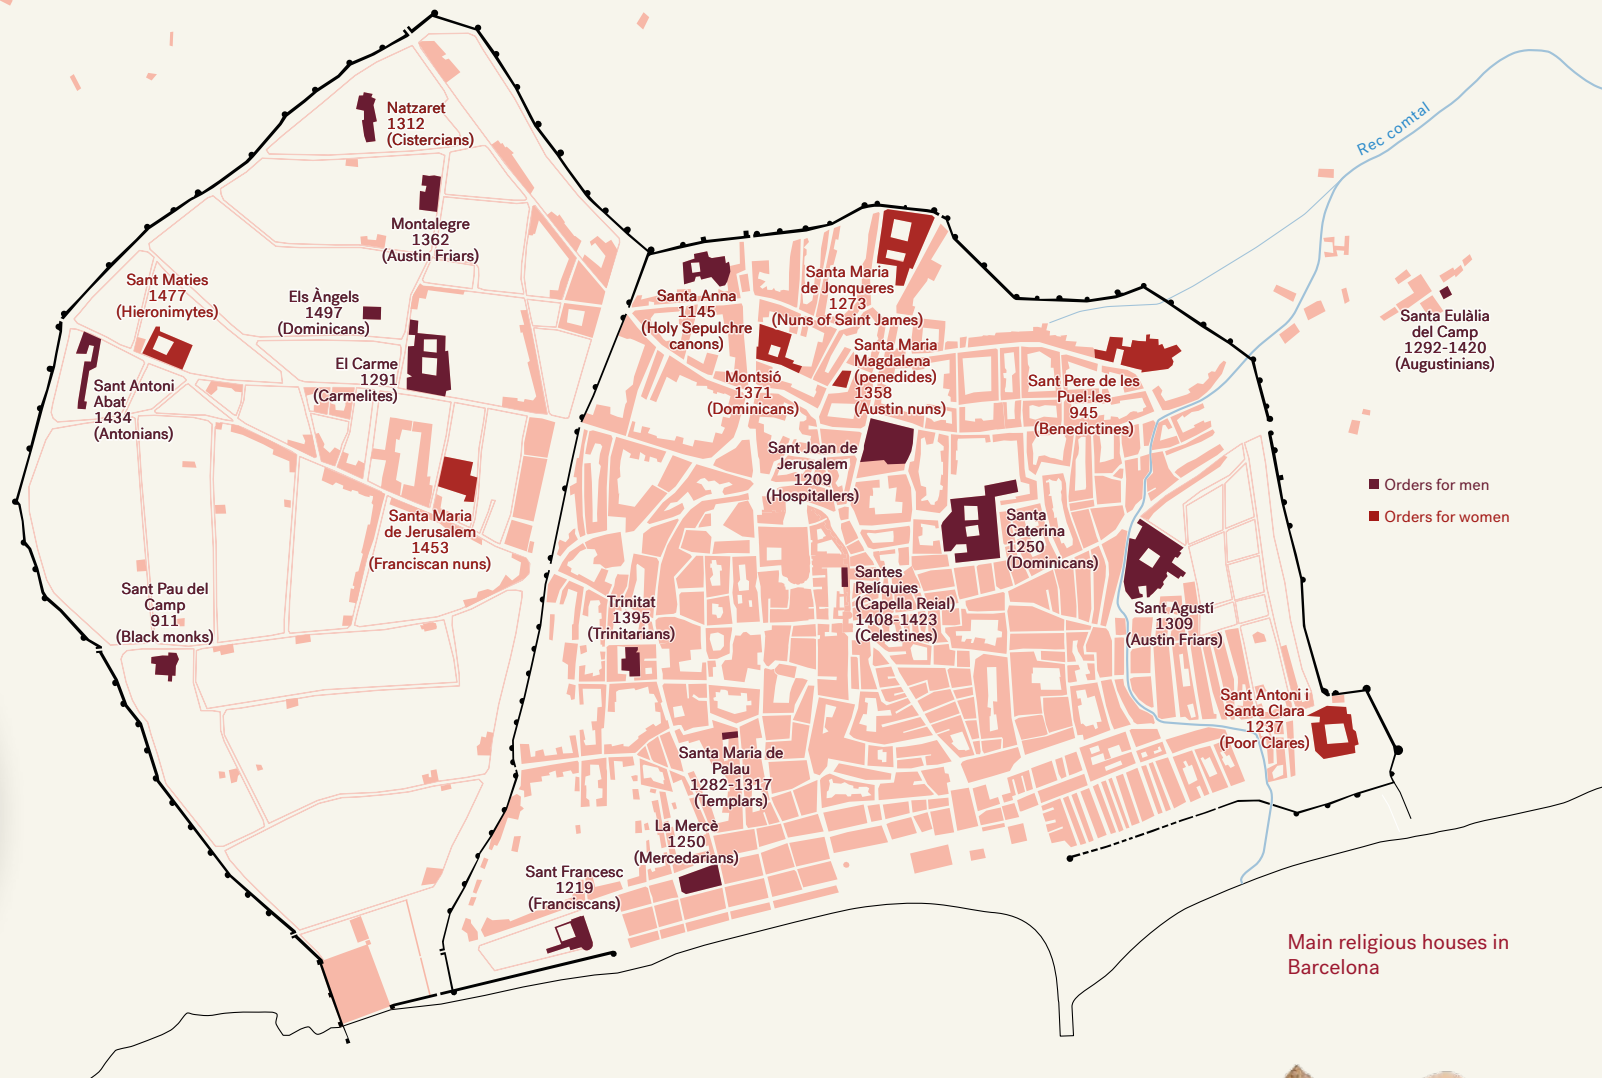 Natzaret
1312
(Cistercians)
Rec comtal
Montalegre
1362
(Austin Friars)
Sant Maties
1477
(Hieronimytes)
Els Àngels
1497
(Dominicans)
El Carme
1291
(Carmelites)
Sant Antoni
Abat
1434
(Antonians)
Santa Anna
1145
(Holy Sepulchre
canons)
Santa Maria
de Jonqueres
1273
(Nuns of Saint James)
Montsió
1371
(Dominicans)
Santa Maria
Magdalena
(penedides)
1358
(Austin nuns)
Sant Pere de les
Puel·les
945
(Benedictines)
Santa Eulàlia
del Camp
1292-1420
(Augustinians)
Sant Joan de
Jerusalem
1209
(Hospitallers)
Santa Maria
de Jerusalem
1453
(Franciscan nuns)
Santa
Caterina
1250
(Dominicans)
Orders for men
Orders for women
Sant Pau del
Camp
911
(Black monks)
Trinitat
1395
(Trinitarians)
Santes
Relíquies
(Capella Reial)
1408-1423
(Celestines)
Sant Agustí
1309
(Austin Friars)
Sant Antoni i
Santa Clara
1237
(Poor Clares)
Santa Maria de
Palau
1282-1317
(Templars)
La Mercè
1250
(Mercedarians)
Sant Francesc
1219
(Franciscans)
Main religious houses in
Barcelona